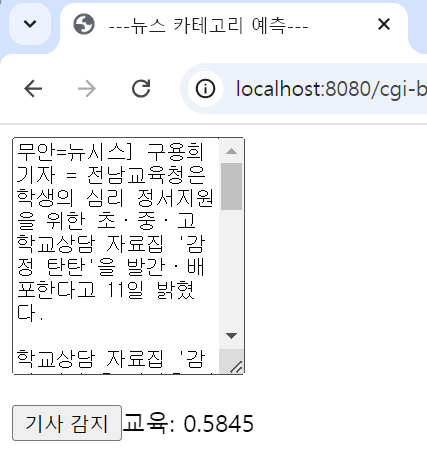 ---뉴스 카테고리 예측---
localhost:8080/cgi-b
무안=뉴시스] 구용희
기자 = 전남교육청은
학생의 심리 정서지원
을 위한 초·중·고
학교상담 자료집 '감
정 탄탄'을 발간·배
포한다고 11일 밝혔
다.
학교상담 자료집 '감
기사 감지 교육: 0.5845